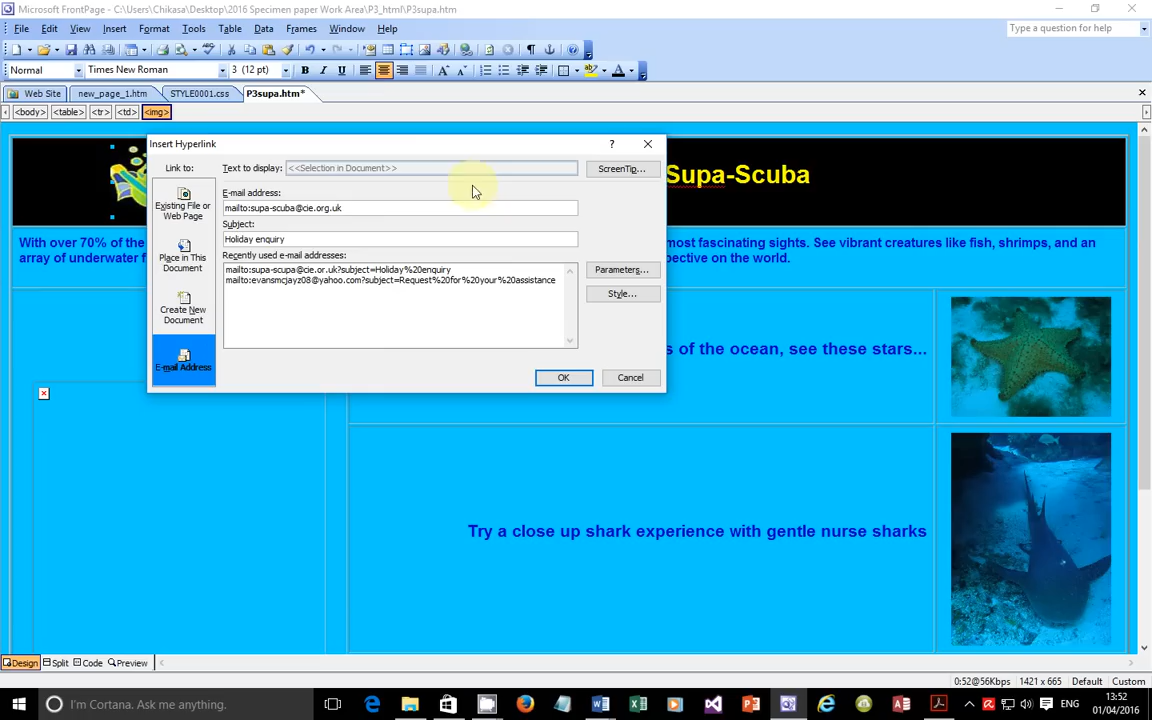 Microsoft FrontPage - C:\Users\Chikasa\Desktop\2016 Specimen paper Work Area\P3_html\P3supa.htm
File Edit View Insert Format Tools Table Data Frames Window Help
Type a question for help
Normal Times New Roman 3 (12 pt) B I U A A A
Web Site new_page_1.htm STYLE0001.css P3supa.htm*
<body> <table> <tr> <td> <img>
Insert Hyperlink
Link to: Text to display: <<Selection in Document>> ScreenTip...
Existing File or
Web Page
Place in This
Document
Create New
Document
E-mail Address
E-mail address:
mailto:supa-scuba@cie.org.uk
Subject:
Holiday enquiry
Recently used e-mail addresses:
mailto:supa-scupa@cie.or.uk?subject=Holiday%20enquiry
mailto:evansmcjayz08@yahoo.com?subject=Request%20for%20your%20assistance
Parameters...
Style...
OK Cancel
Supa-Scuba
With over 70% of the
most fascinating sights. See vibrant creatures like fish, shrimps, and an
array of underwater f
pective on the world.
s of the ocean, see these stars...
Try a close up shark experience with gentle nurse sharks
Design Split Code Preview
0:52@56Kbps 1421 x 665 Default Custom
I'm Cortana. Ask me anything.
ENG
13:52
01/04/2016